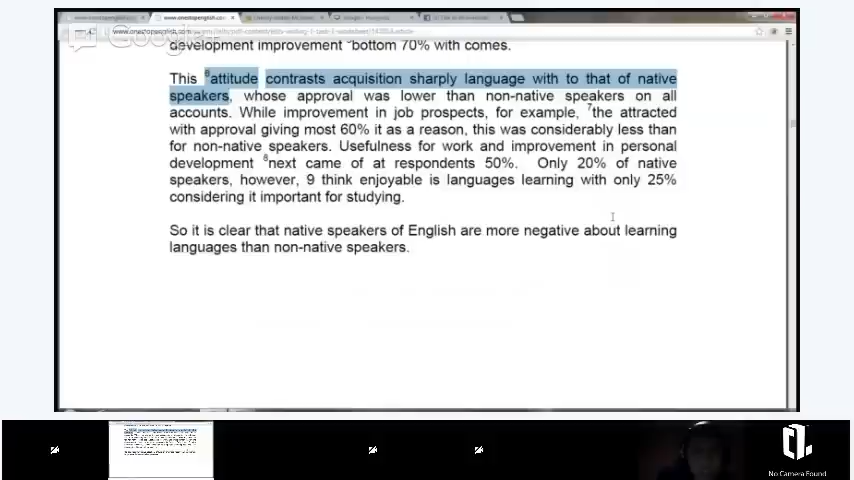 www.onestopenglish.com
Google
development improvement bottom 70% with comes.
This 6attitude contrasts acquisition sharply language with to that of native
speakers, whose approval was lower than non-native speakers on all
accounts. While improvement in job prospects, for example, 7the attracted
with approval giving most 60% it as a reason, this was considerably less than
for non-native speakers. Usefulness for work and improvement in personal
development 8next came of at respondents 50%. Only 20% of native
speakers, however, 9 think enjoyable is languages learning with only 25%
considering it important for studying.
So it is clear that native speakers of English are more negative about learning
languages than non-native speakers.
No Camera Found